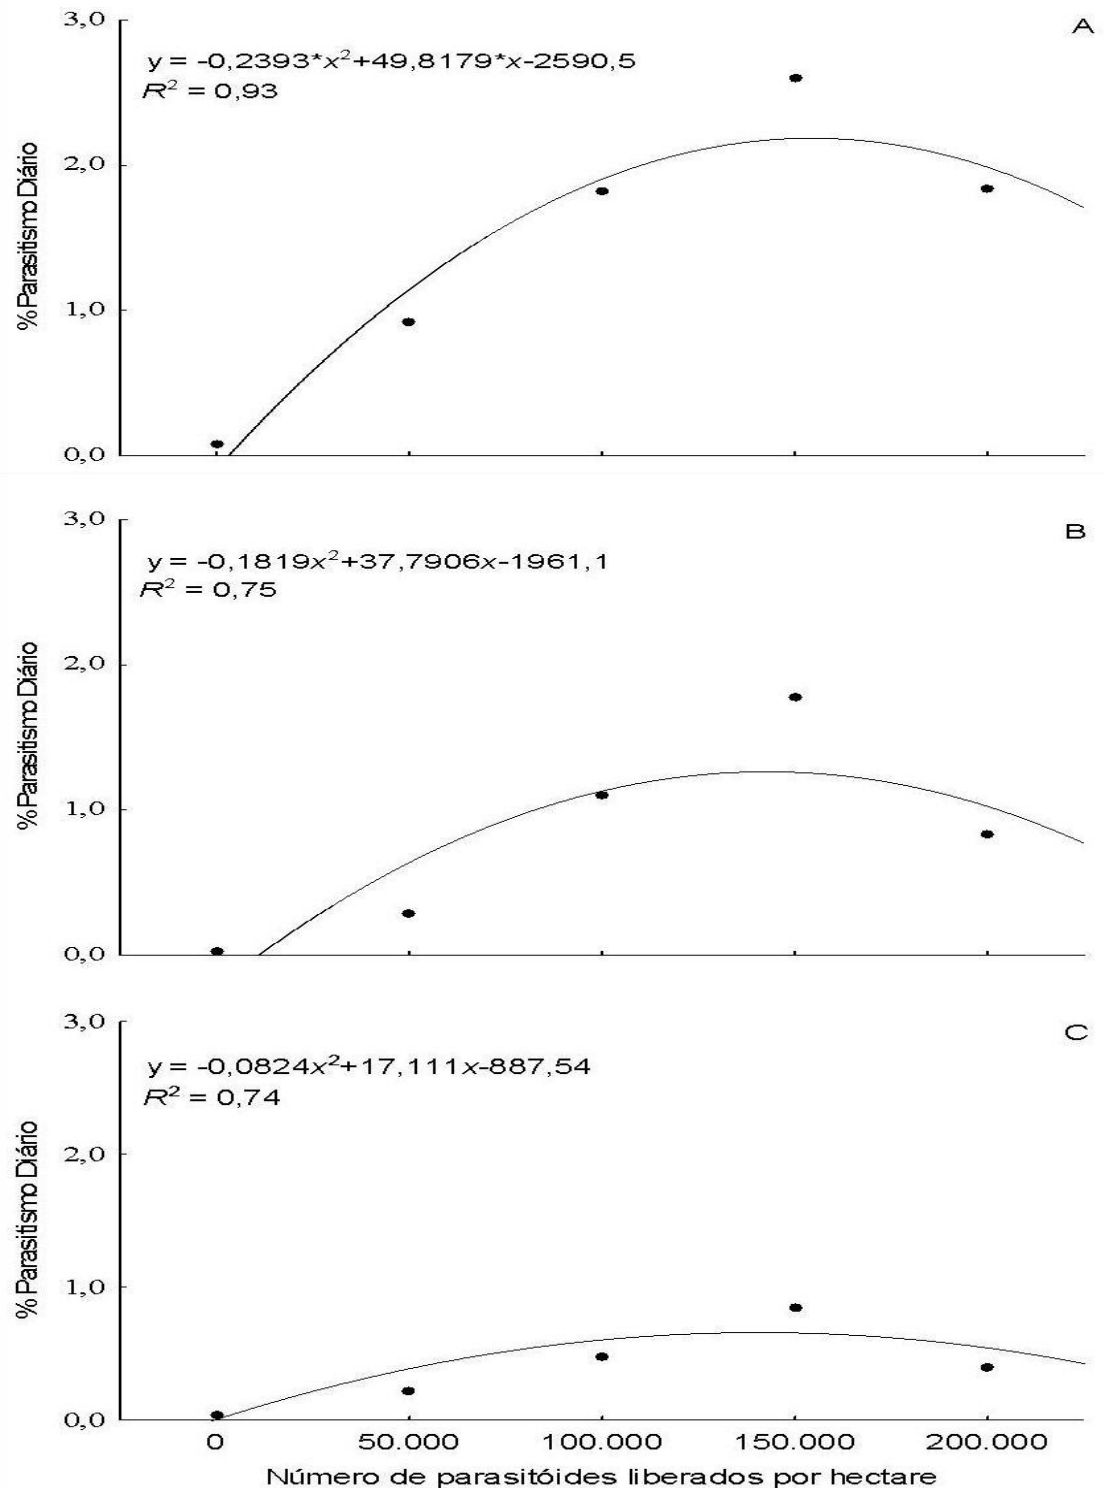 A
3,0
y = -0,2393*x²+49,8179*x-2590,5
R² = 0,93
2,0
1,0
0,0
%Parasitismo Diário
B
3,0
y = -0,1819x²+37,7906x-1961,1
R² = 0,75
2,0
1,0
0,0
%Parasitismo Diário
C
3,0
y = -0,0824x²+17,111x-887,54
R² = 0,74
2,0
1,0
0,0
%Parasitismo Diário
0 50.000 100.000 150.000 200.000
Número de parasitóides liberados por hectare